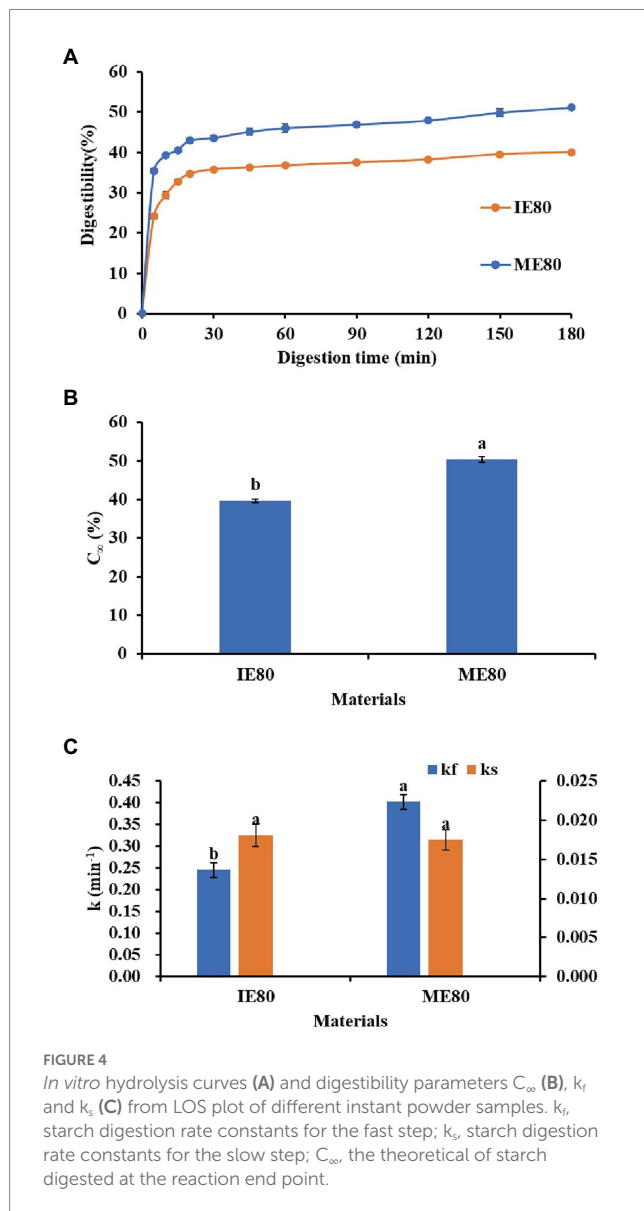 A
60
50
40
30
20
10
0
Digestibility(%)
IE80
ME80
0 30 60 90 120 150 180
Digestion time (min)
B
60
50
40
30
20
10
0
C∞ (%)
b
a
IE80 ME80
Materials
C
kf ks
0.45
0.40
0.35
0.30
0.25
0.20
0.15
0.10
0.05
0.00
k (min-1)
b
a
a
a
0.025
0.020
0.015
0.010
0.005
0.000
IE80 ME80
Materials
FIGURE 4
In vitro hydrolysis curves (A) and digestibility parameters C∞ (B), kf
and ks (C) from LOS plot of different instant powder samples. kf,
starch digestion rate constants for the fast step; ks, starch digestion
rate constants for the slow step; C∞, the theoretical of starch
digested at the reaction end point.